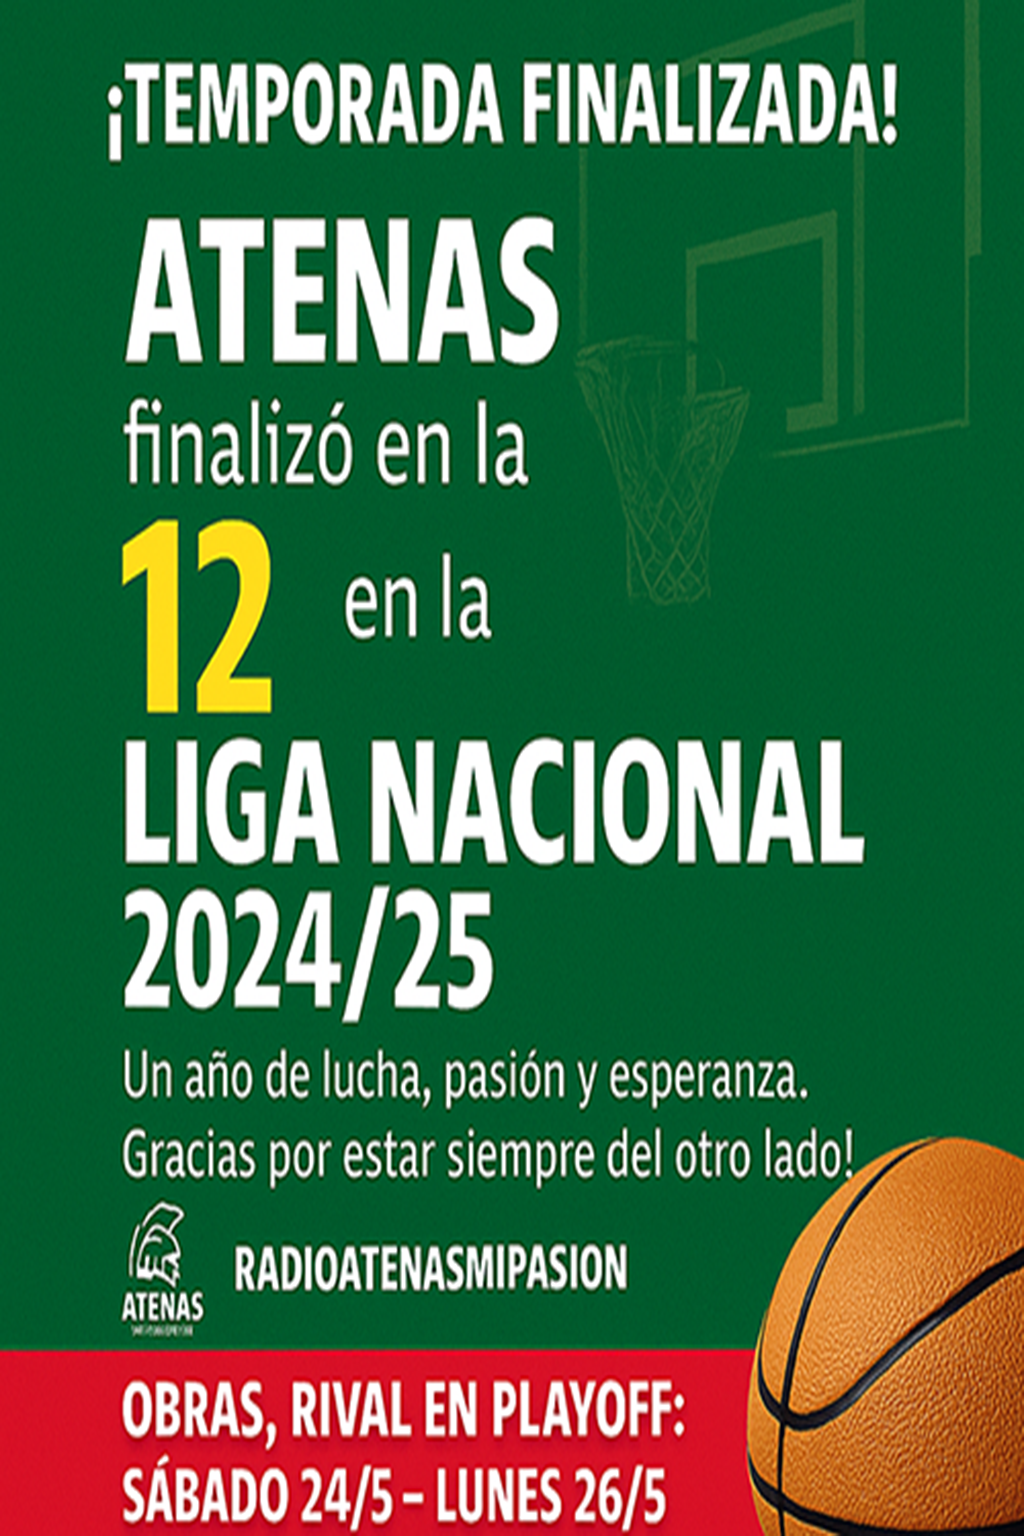 ¡TEMPORADA FINALIZADA!
ATENAS
finalizó en la
12 en la
LIGA NACIONAL
2024/25
Un año de lucha, pasión y esperanza.
Gracias por estar siempre del otro lado!
RADIOATENASMIPASION
ATENAS
OBRAS, RIVAL EN PLAYOFF:
SÁBADO 24/5 – LUNES 26/5